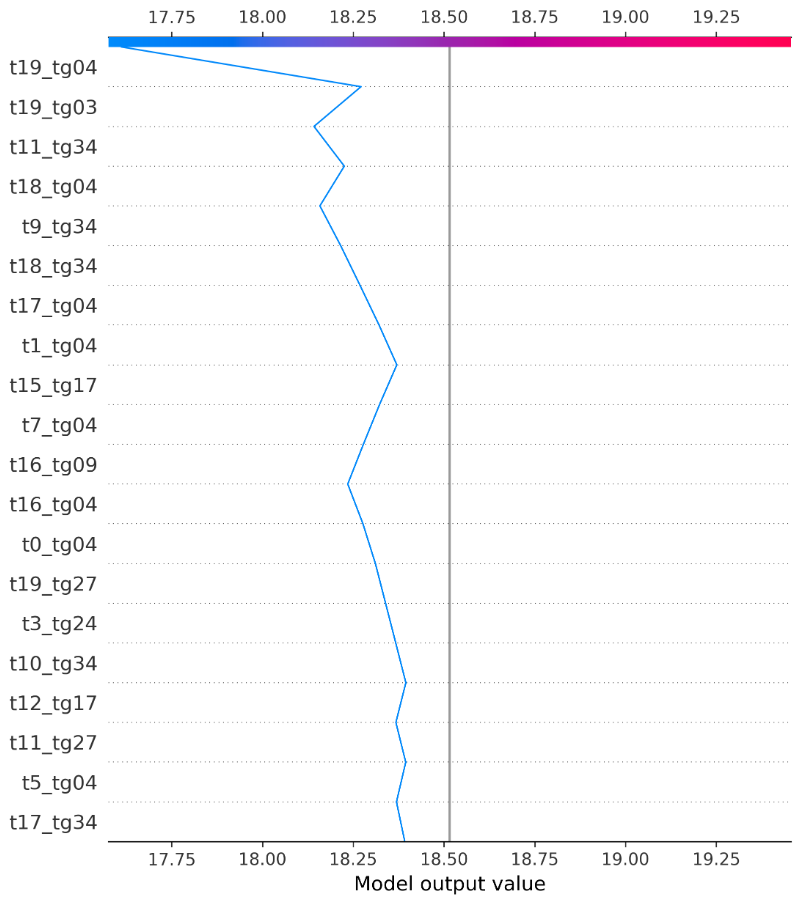 17.75 18.00 18.25 18.50 18.75 19.00 19.25
t19_tg04
t19_tg03
t11_tg34
t18_tg04
t9_tg34
t18_tg34
t17_tg04
t1_tg04
t15_tg17
t7_tg04
t16_tg09
t16_tg04
t0_tg04
t19_tg27
t3_tg24
t10_tg34
t12_tg17
t11_tg27
t5_tg04
t17_tg34
17.75 18.00 18.25 18.50 18.75 19.00 19.25
Model output value